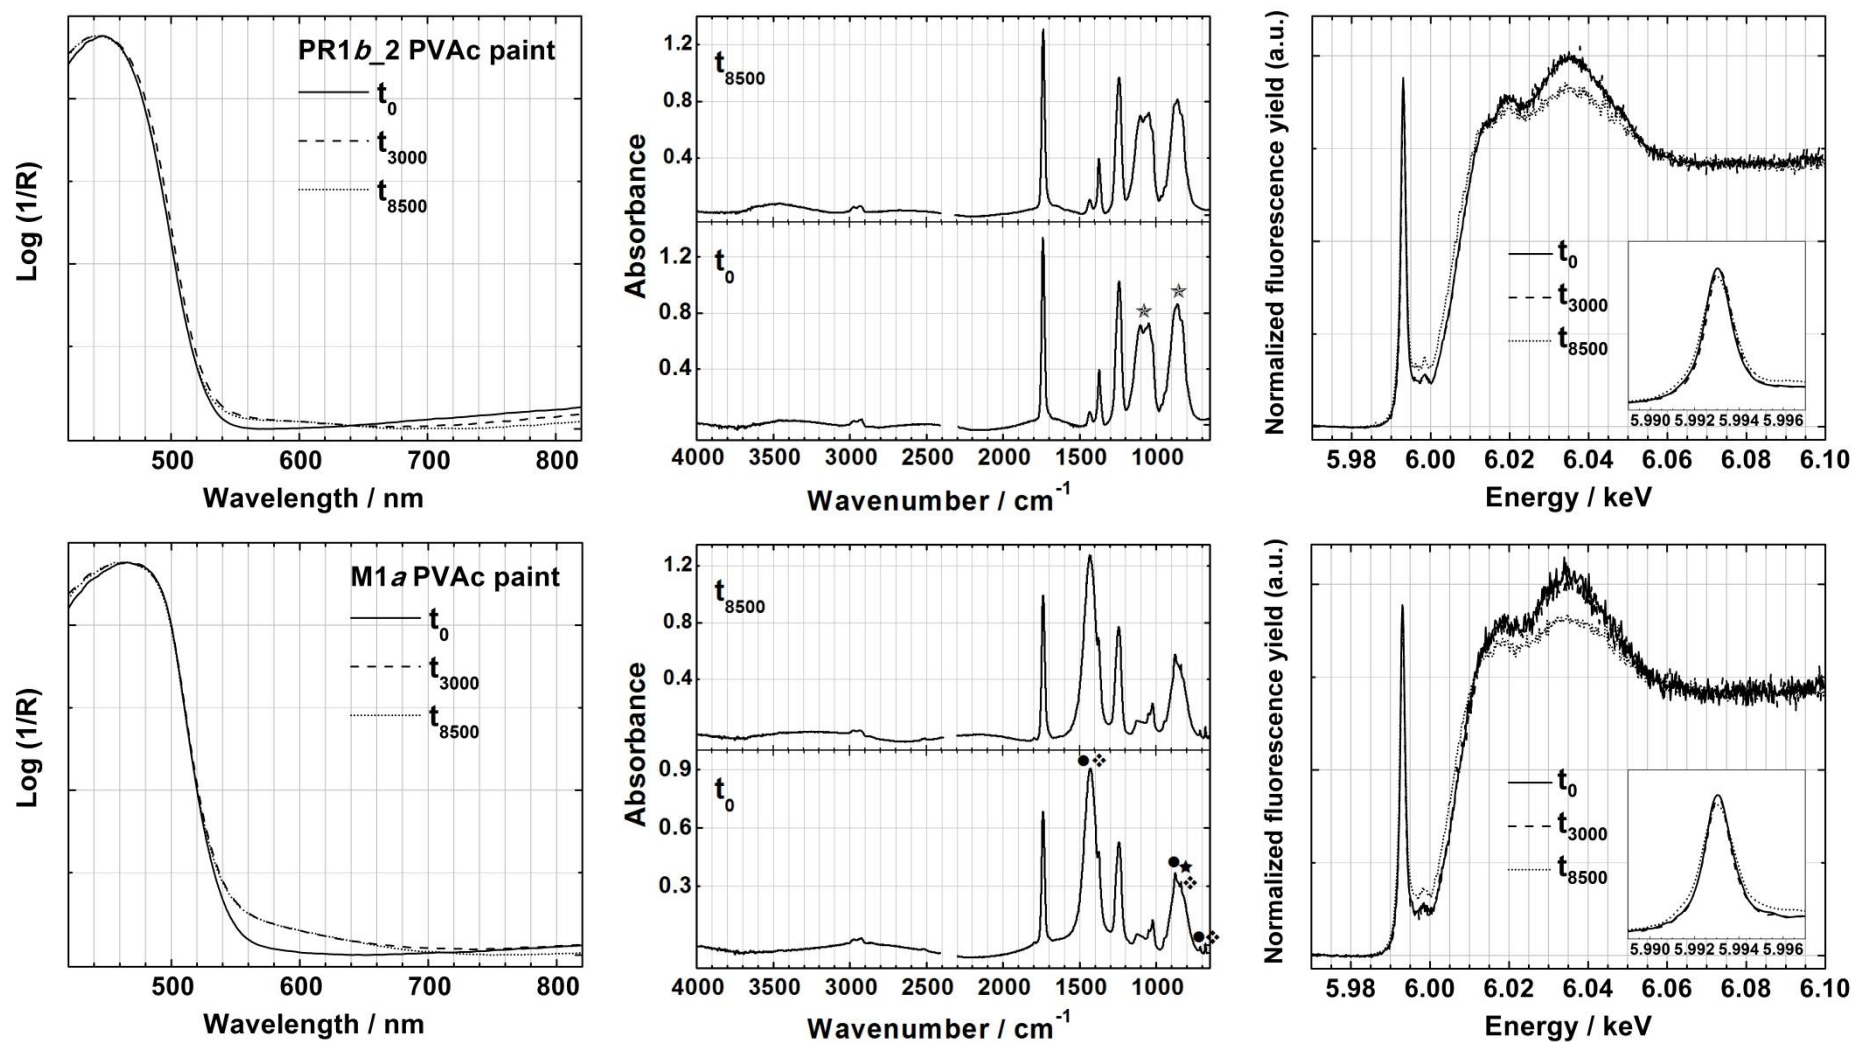 Log (1/R)
PR1b_2 PVAc paint
t0
t3000
t8500
500 600 700 800
Wavelength / nm
Absorbance
t8500
1.2
0.8
0.4
t0
1.2
0.8
0.4
4000 3500 3000 2500 2000 1500 1000
Wavenumber / cm-1
Normalized fluorescence yield (a.u.)
t0
t3000
t8500
5.990 5.992 5.994 5.996
5.98 6.00 6.02 6.04 6.06 6.08 6.10
Energy / keV
Log (1/R)
M1a PVAc paint
t0
t3000
t8500
500 600 700 800
Wavelength / nm
Absorbance
t8500
1.2
0.8
0.4
t0
0.9
0.6
0.3
4000 3500 3000 2500 2000 1500 1000
Wavenumber / cm-1
Normalized fluorescence yield (a.u.)
t0
t3000
t8500
5.990 5.992 5.994 5.996
5.98 6.00 6.02 6.04 6.06 6.08 6.10
Energy / keV